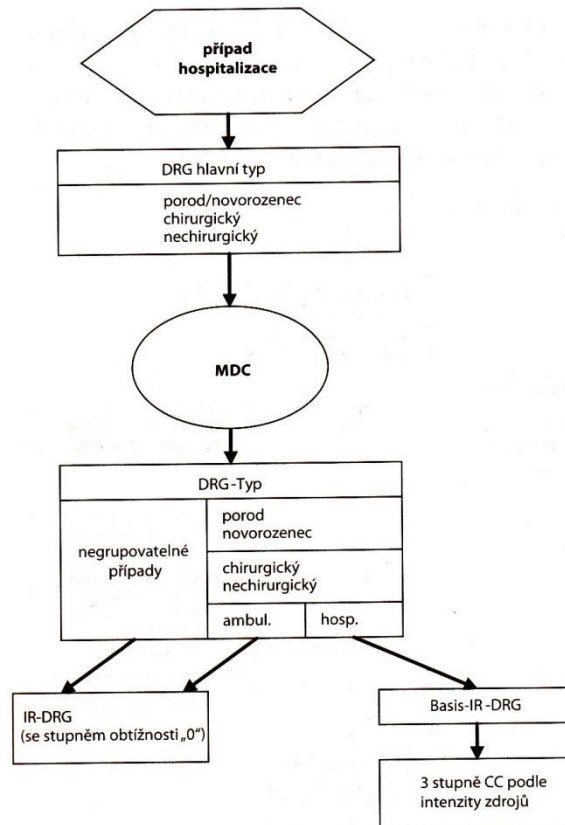 případ
hospitalizace
DRG hlavní typ
porod/novorozenec
chirurgický
nechirurgický
MDC
DRG-Typ
negrupovatelné
případy
porod
novorozenec
chirurgický
nechirurgický
ambul.
hosp.
IR-DRG
(se stupněm obtížnosti „0“)
Basis-IR-DRG
3 stupně CC podle
intenzity zdrojů